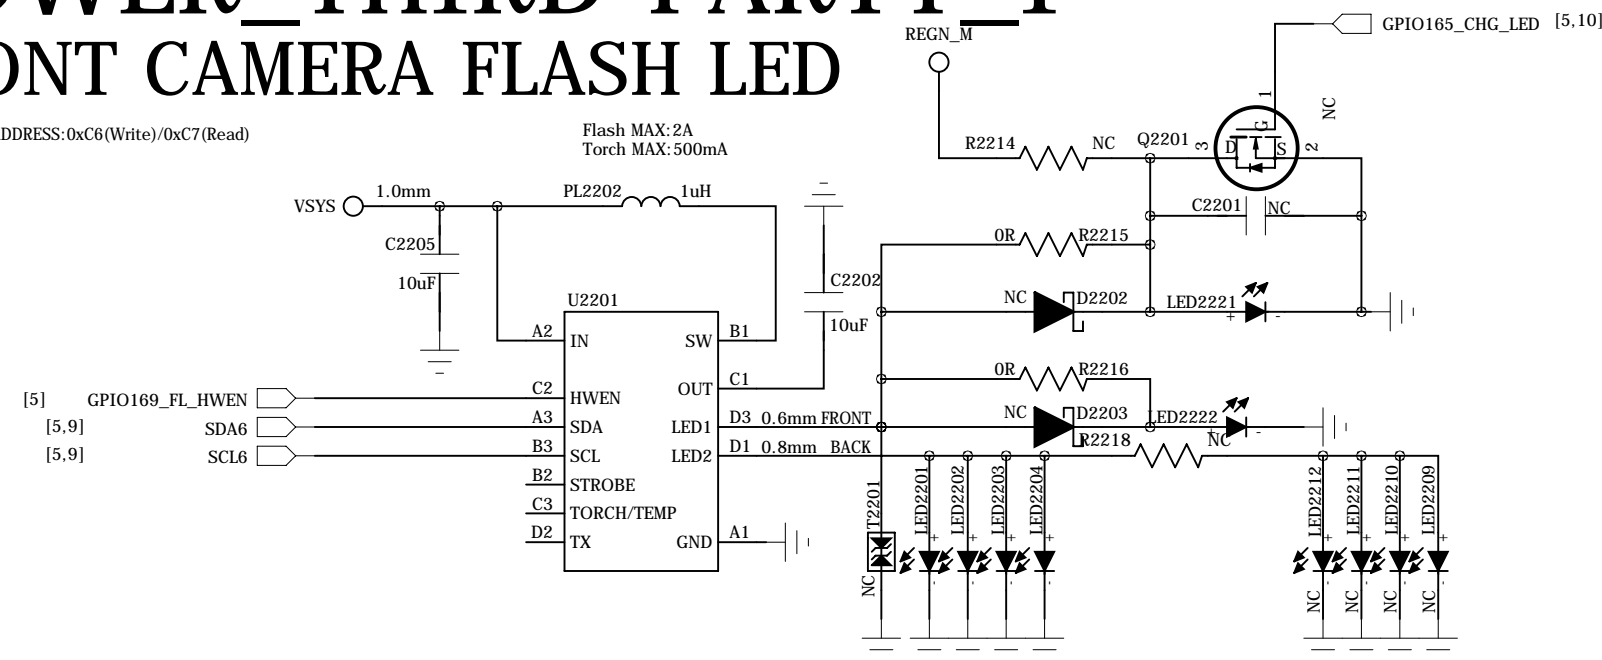 OWER_THIRD PARTY_1
ONT CAMERA FLASH LED
DDRESS:0xC6(Write)/0xC7(Read)
Flash MAX:2A
Torch MAX:500mA
REGN_M
GPIO165_CHG_LED [5,10]
R2214 NC Q2201
3 D G S 1 2 NC
VSYS 1.0mm PL2202 1uH
C2205
10uF
C2201 NC
0R R2215
C2202
10uF
NC D2202 LED2221 + -
U2201
A2 IN
SW B1
OUT C1
0R R2216
[5] GPIO169_FL_HWEN C2 HWEN
[5,9] SDA6 A3 SDA
LED1 D3 0.6mm FRONT
NC D2203 LED2222 + -
[5,9] SCL6 B3 SCL
LED2 D1 0.8mm BACK
R2218 NC
B2 STROBE
C3 TORCH/TEMP
D2 TX
GND A1
T2201 NC
LED2201 + -
LED2202 + -
LED2203 + -
LED2204 + -
LED2212 + - NC
LED2211 + - NC
LED2210 + - NC
LED2209 + - NC